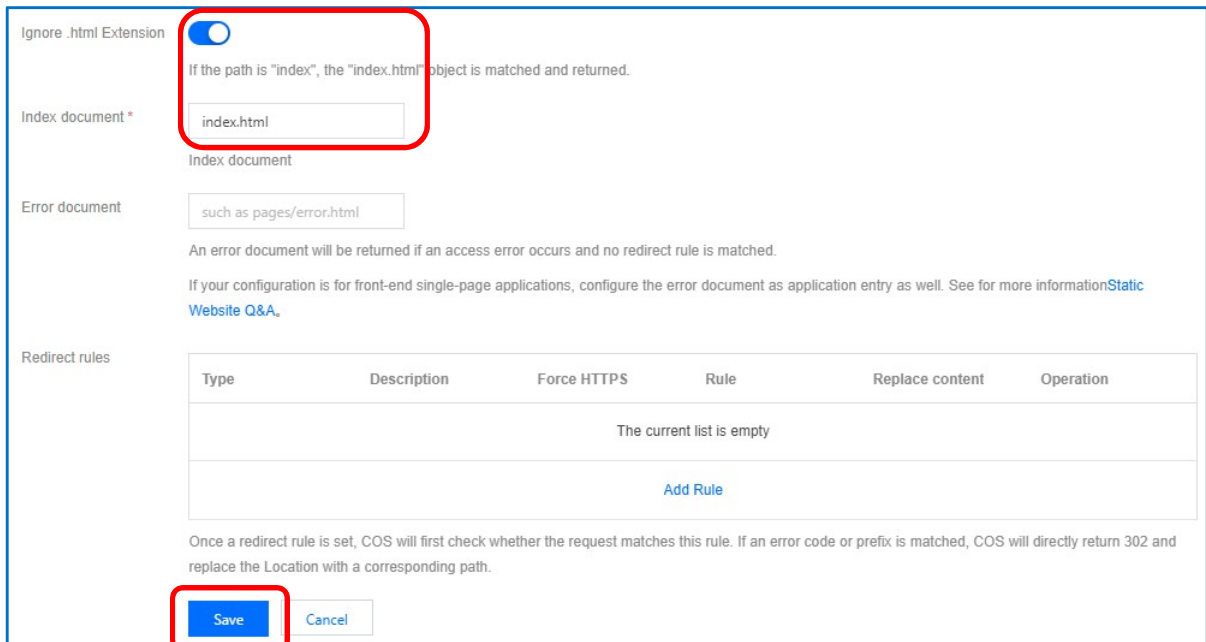 Ignore .html Extension
If the path is "index", the "index.html" object is matched and returned.
Index document *
index.html
Index document
Error document
such as pages/error.html
An error document will be returned if an access error occurs and no redirect rule is matched.
If your configuration is for front-end single-page applications, configure the error document as application entry as well. See for more informationStatic
Website Q&A。
Redirect rules
Type Description Force HTTPS Rule Replace content Operation
The current list is empty
Add Rule
Once a redirect rule is set, COS will first check whether the request matches this rule. If an error code or prefix is matched, COS will directly return 302 and
replace the Location with a corresponding path.
Save Cancel